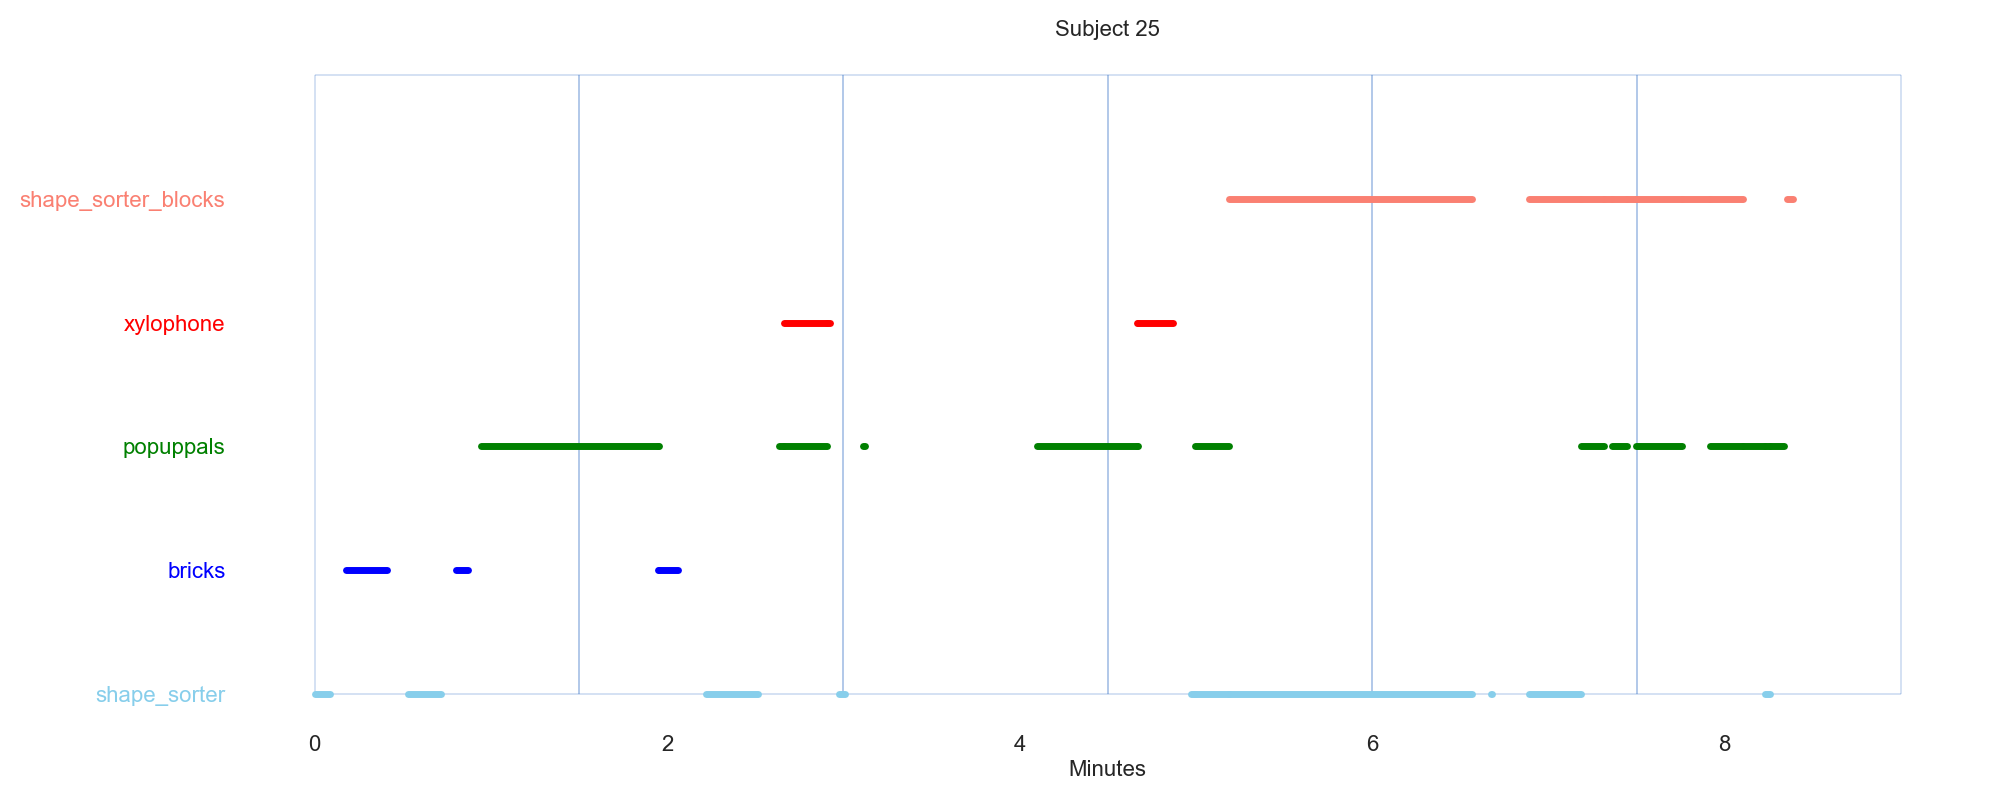 Subject 25
shape_sorter_blocks
xylophone
popuppals
bricks
shape_sorter
0 2 4 6 8
Minutes